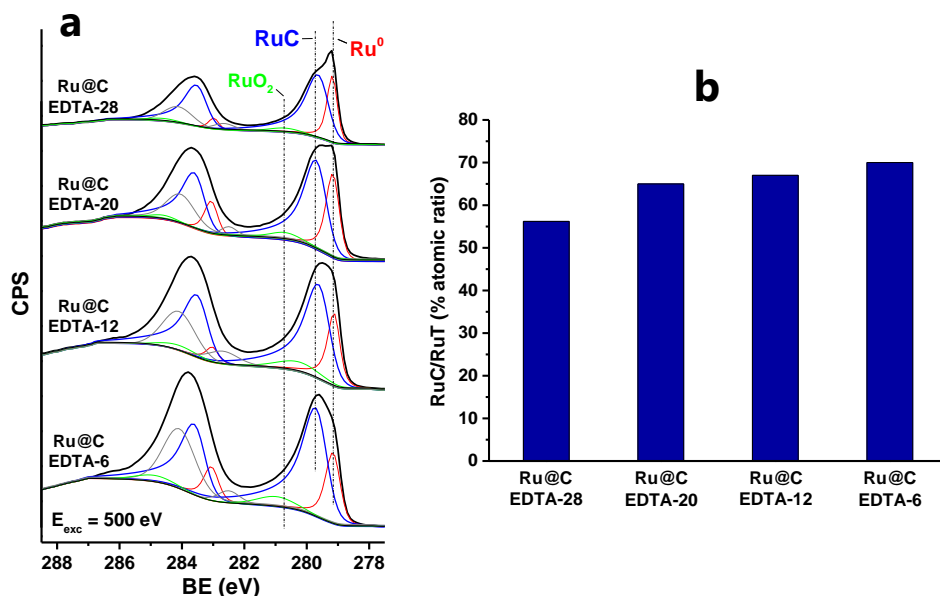 a
RuC
Ru⁰
RuO₂
Ru@C
EDTA-28
Ru@C
EDTA-20
Ru@C
EDTA-12
Ru@C
EDTA-6
E_exc = 500 eV
CPS
288 286 284 282 280 278
BE (eV)
b
RuC/RuT (% atomic ratio)
80
70
60
50
40
30
20
10
0
Ru@C Ru@C Ru@C Ru@C
EDTA-28 EDTA-20 EDTA-12 EDTA-6